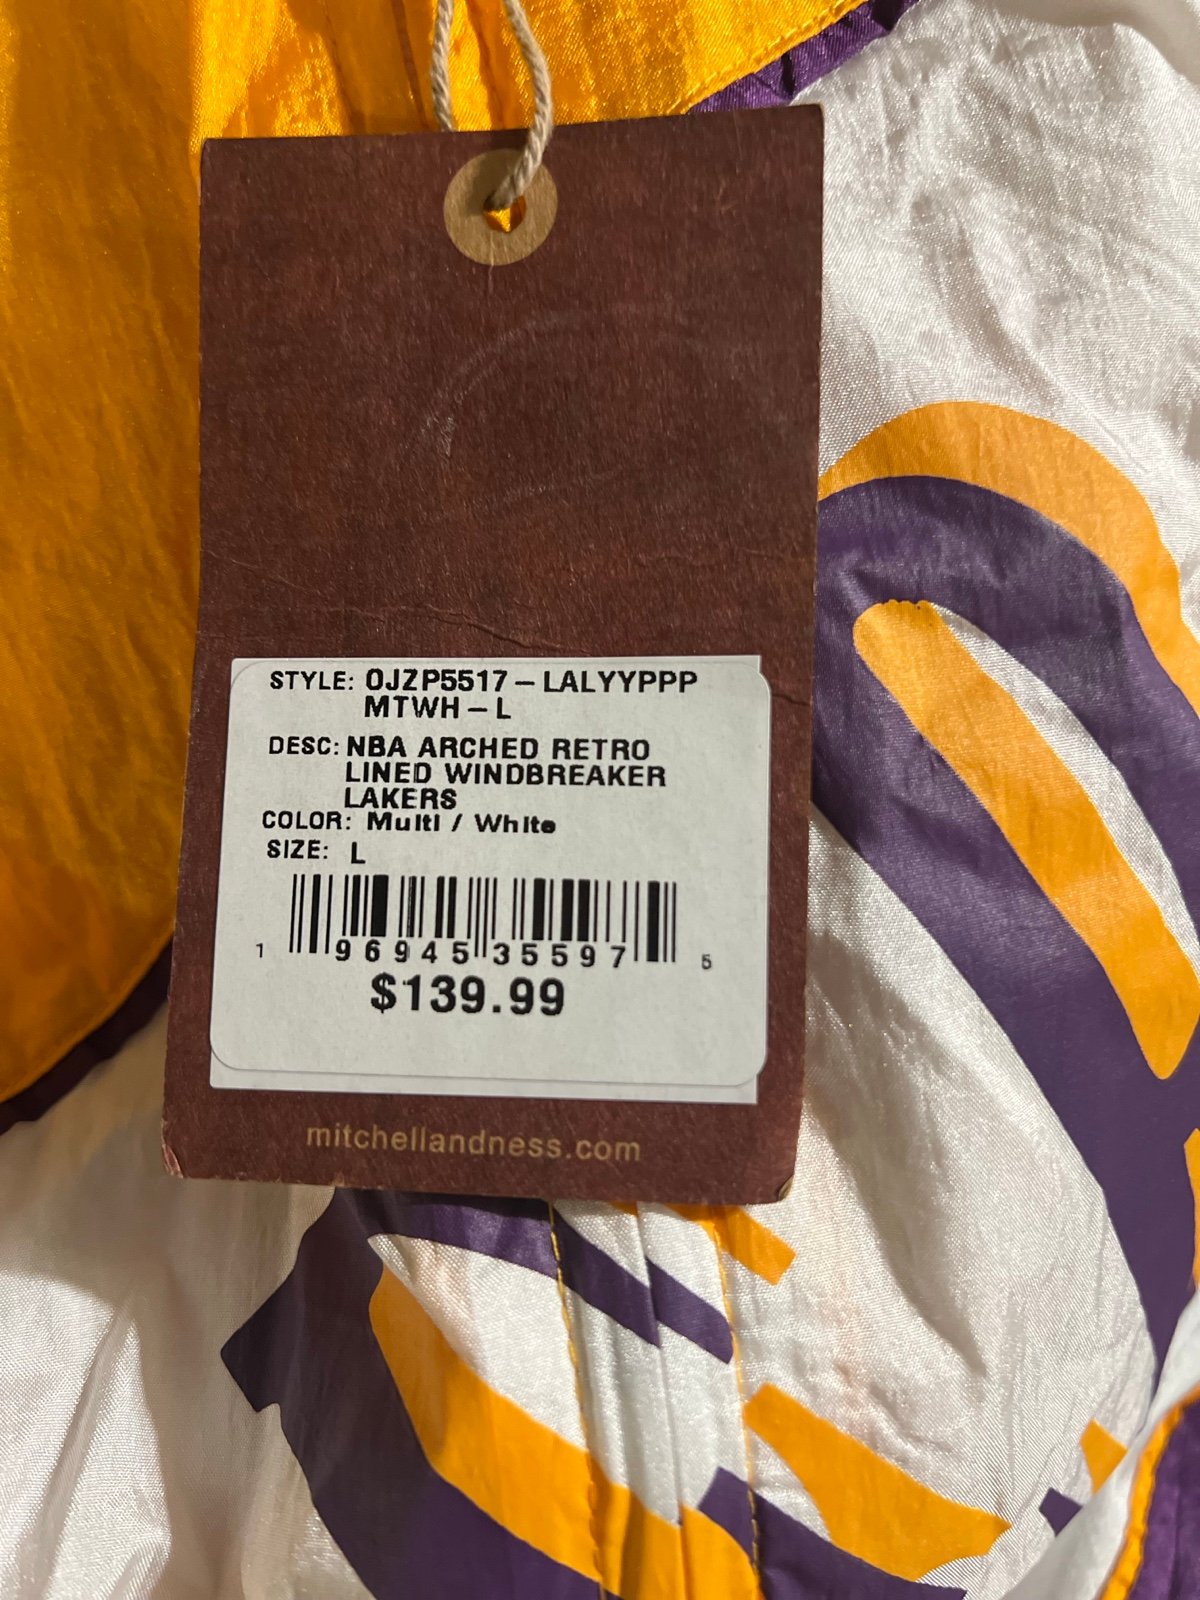 STYLE: OJZP5517 – LALYYPPP
MTWH – L
DESC: NBA ARCHED RETRO
LINED WINDBREAKER
LAKERS
COLOR: Multi / White
SIZE: L
1 96945 35597 5
$139.99
mitchellandness.com